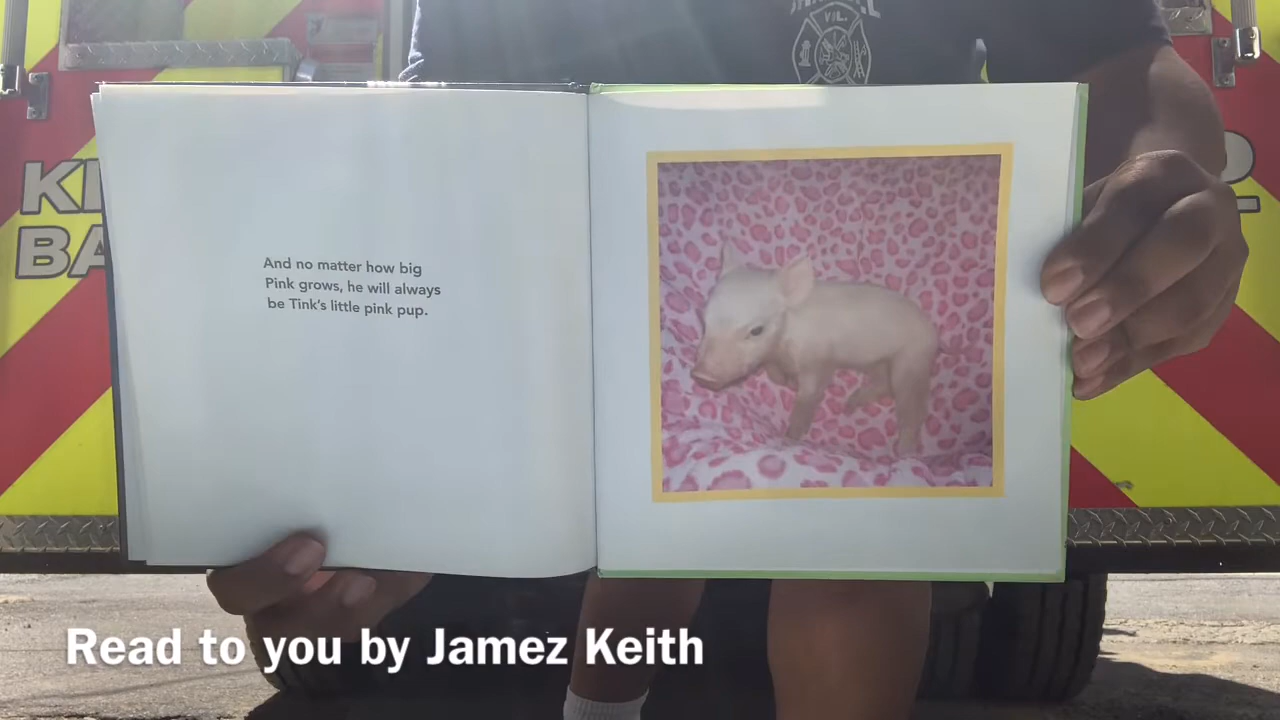 VIL.
And no matter how big
Pink grows, he will always
be Tink's little pink pup.
Read to you by Jamez Keith